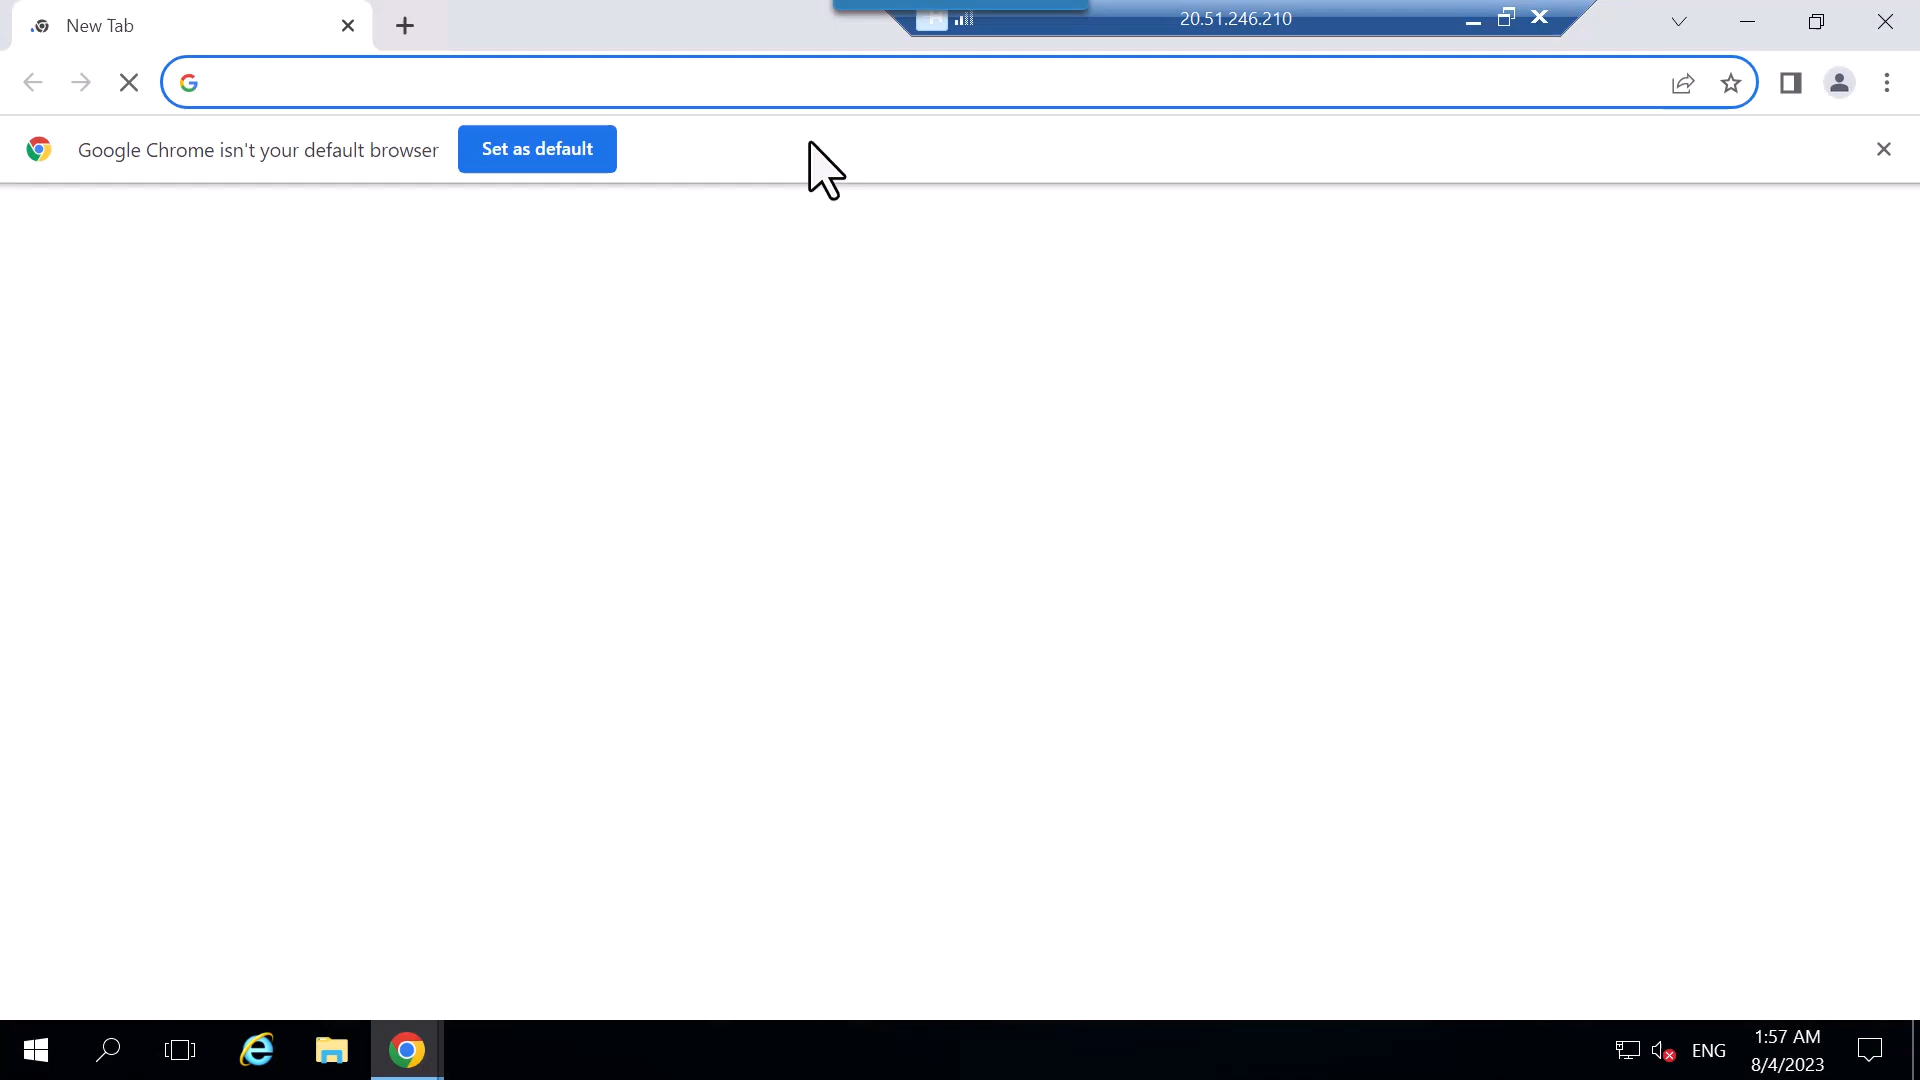 New Tab
20.51.246.210
Google Chrome isn't your default browser
Set as default
ENG
1:57 AM
8/4/2023